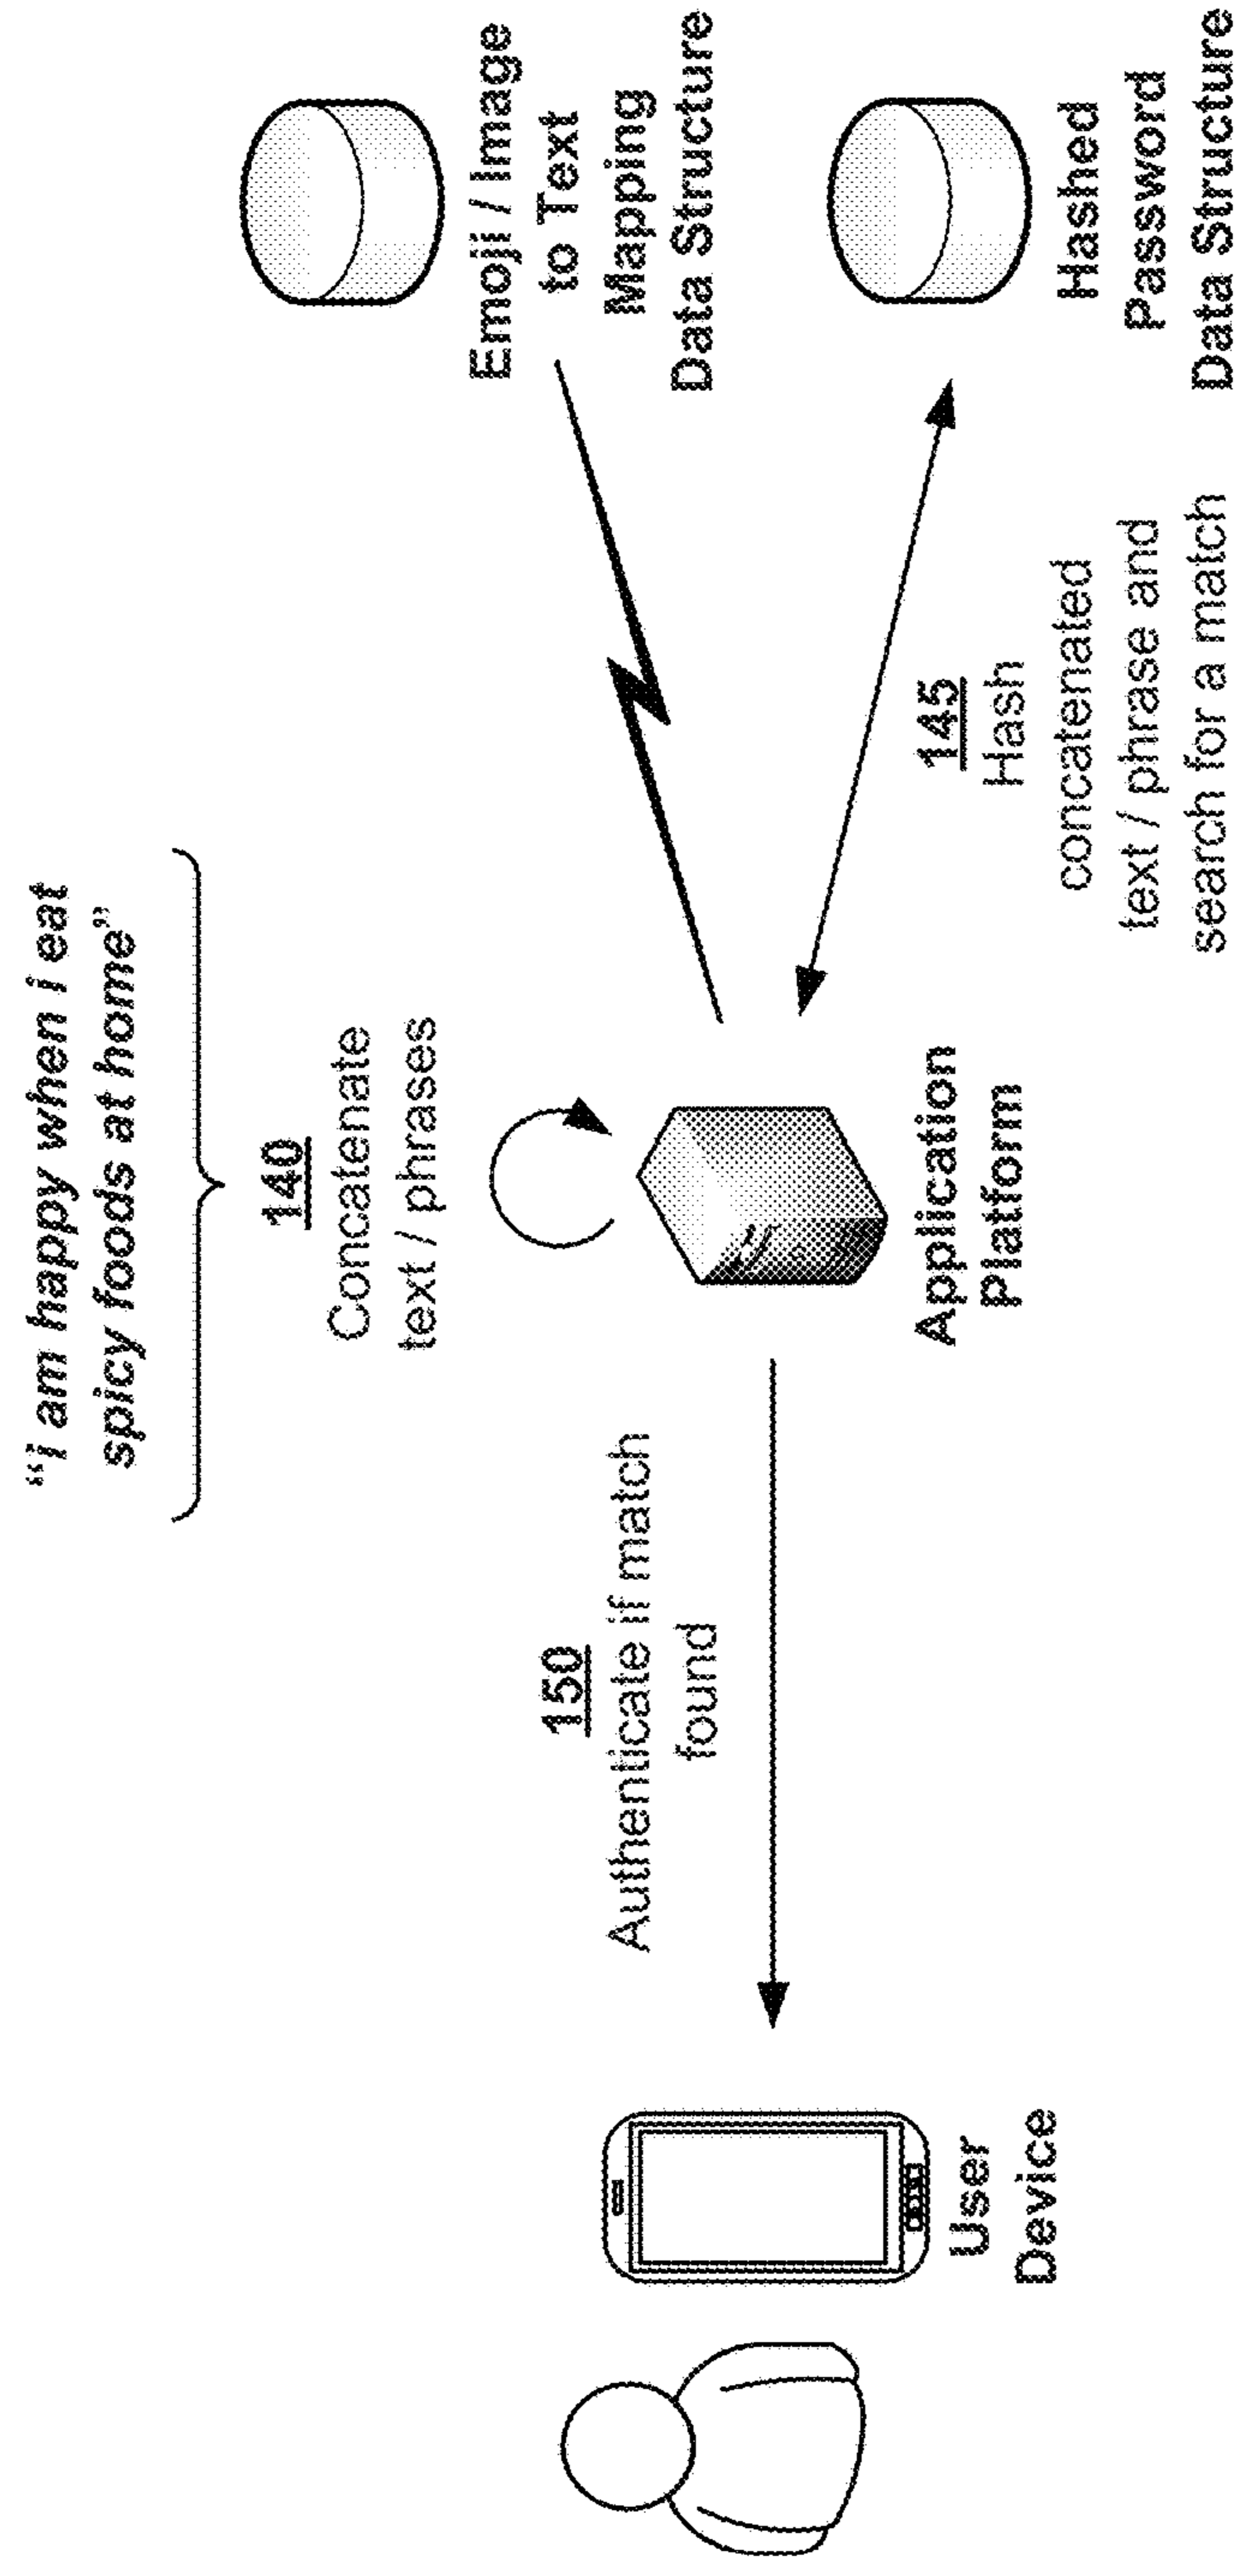 “i am happy when i eat
spicy foods at home”
140
Concatenate
text / phrases
150
Authenticate if match
found
User
Device
Application
Platform
145
Hash
concatenated
text / phrase and
search for a match
Emoji / Image
to Text
Mapping
Data Structure
Hashed
Password
Data Structure